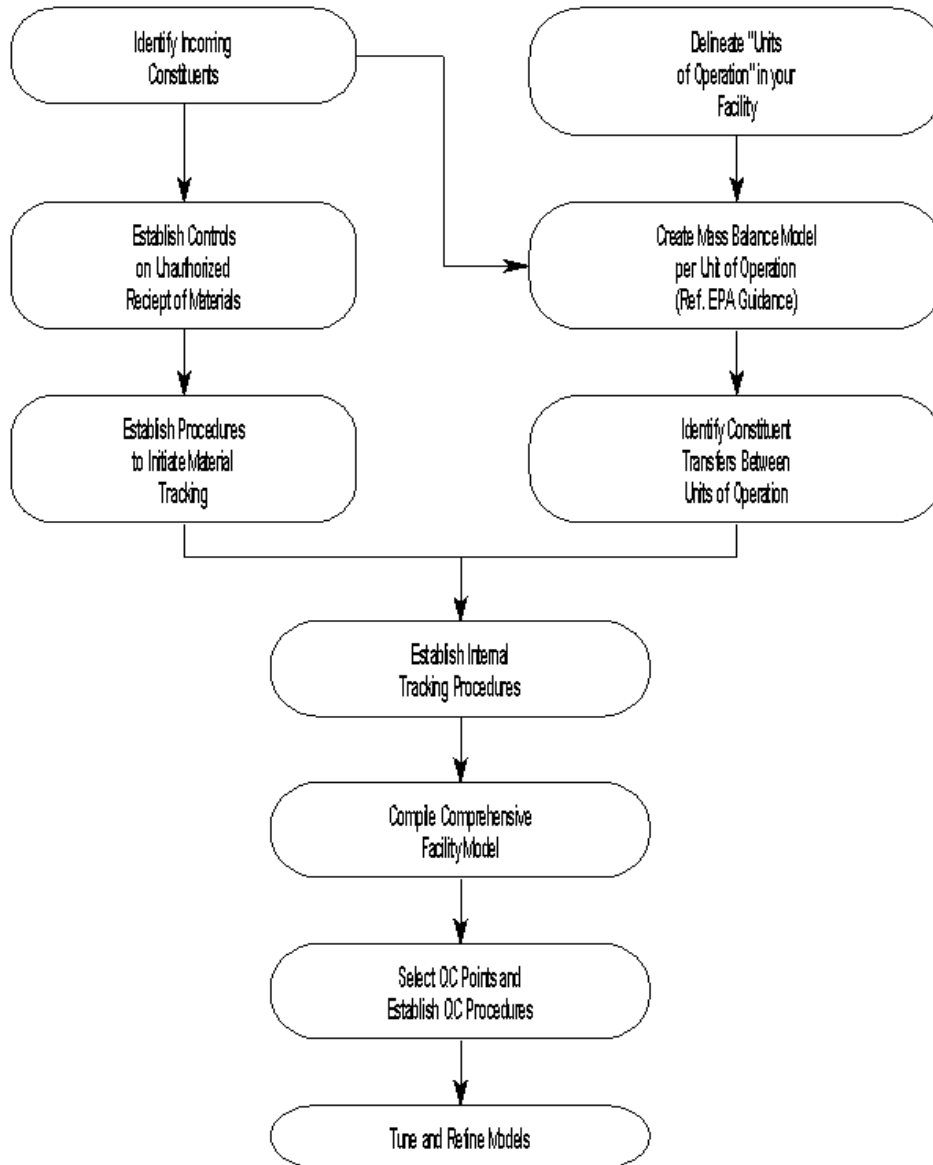 Identify Incorring
Constituents
Delineate "Units
of Operation" in your
Facility
Establish Controls
on Unauthorized
Reciept of Materials
Create Mass Balance Model
per Unit of Operation
(Ref. EPA Guidance)
Establish Procedures
to Initiate Material
Tracking
Identify Constituent
Transfers Between
Units of Operation
Establish Internal
Tracking Procedures
Compile Comprehensive
Facility Model
Select QC Points and
Establish QC Procedures
Tune and Refine Models